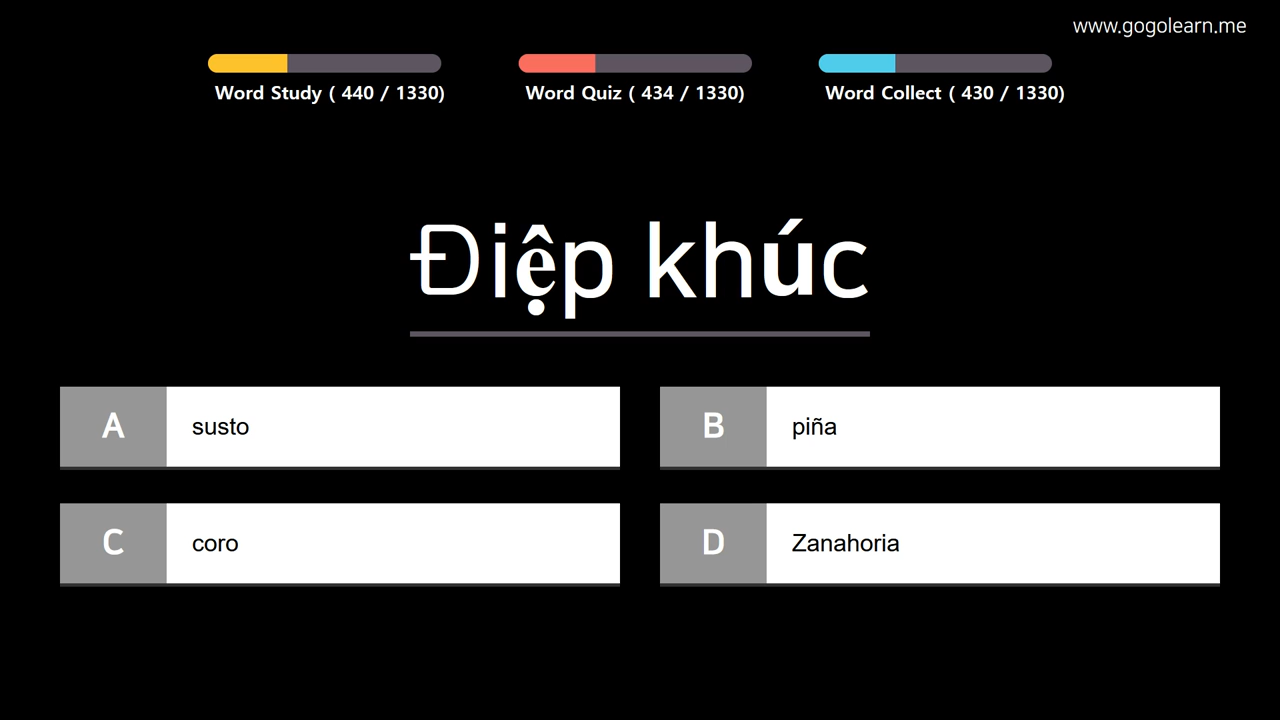 www.gogolearn.me
Word Study ( 440 / 1330)
Word Quiz ( 434 / 1330)
Word Collect ( 430 / 1330)
Điệp khúc
A susto
B piña
C coro
D Zanahoria